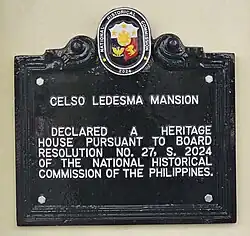 NATIONAL HISTORICAL COMMISSION
2024
CELSO LEDESMA MANSION
DECLARED A HERITAGE
HOUSE PURSUANT TO BOARD
RESOLUTION NO. 27, S. 2024
OF THE NATIONAL HISTORICAL
COMMISSION OF THE PHILIPPINES.